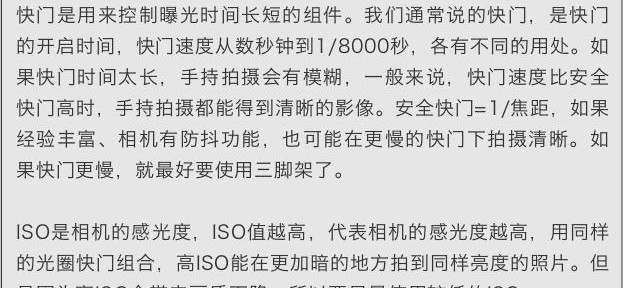 快门是用来控制曝光时间长短的组件。我们通常说的快门，是快门
的开启时间，快门速度从数秒钟到1/8000秒，各有不同的用处。如
果快门时间太长，手持拍摄会有模糊，一般来说，快门速度比安全
快门高时，手持拍摄都能得到清晰的影像。安全快门=1/焦距，如果
经验丰富、相机有防抖功能，也可能在更慢的快门下拍摄清晰。如
果快门更慢，就最好要使用三脚架了。
ISO是相机的感光度，ISO值越高，代表相机的感光度越高，用同样
的光圈快门组合，高ISO能在更加暗的地方拍到同样亮度的照片。但